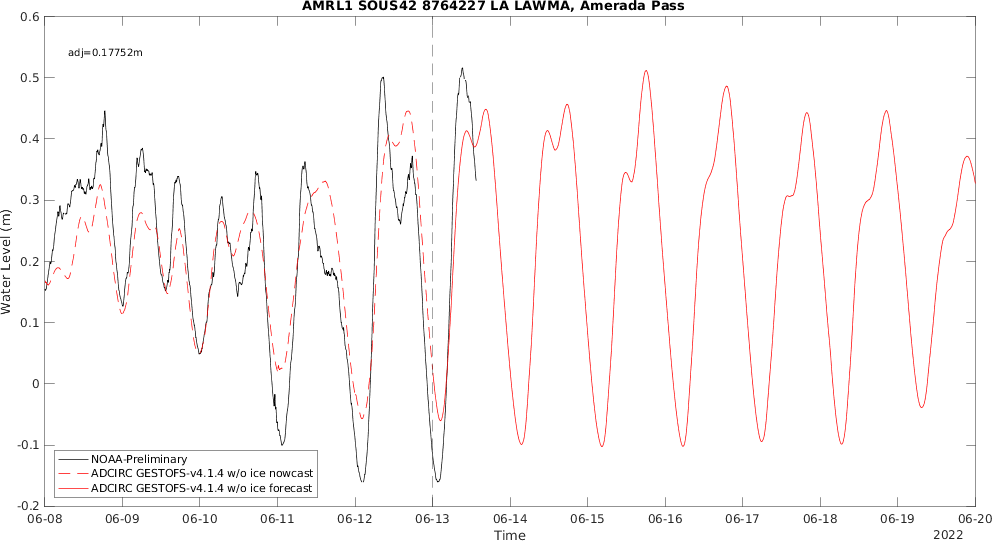 AMRL1 SOUS42 8764227 LA LAWMA, Amerada Pass
0.6
adj=0.17752m
0.5
0.4
0.3
0.2
0.1
0
-0.1
-0.2
Water Level (m)
NOAA-Preliminary
ADCIRC GESTOFS-v4.1.4 w/o ice nowcast
ADCIRC GESTOFS-v4.1.4 w/o ice forecast
06-08 06-09 06-10 06-11 06-12 06-13 06-14 06-15 06-16 06-17 06-18 06-19 06-20
Time
2022